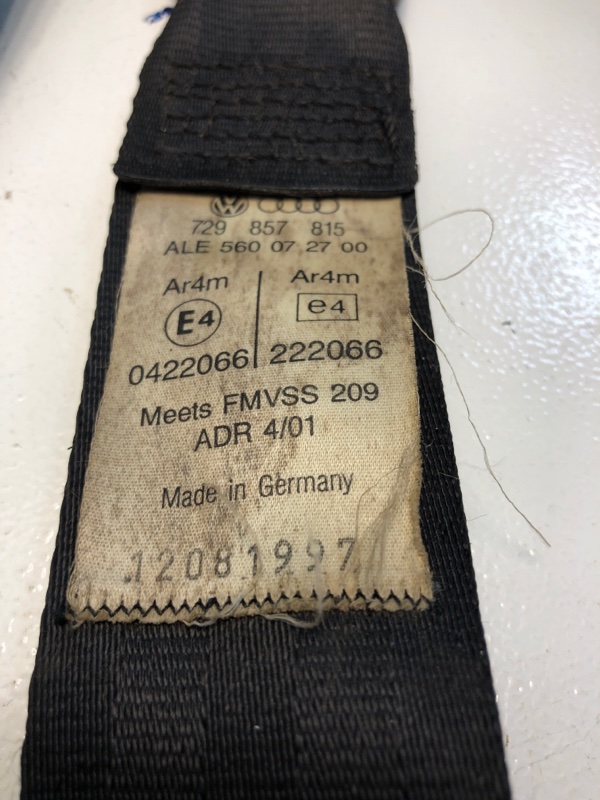 729 857 815
ALE 560 07 27 00
Ar4m Ar4m
E4 e4
0422066 222066
Meets FMVSS 209
ADR 4/01
Made in Germany
12081997